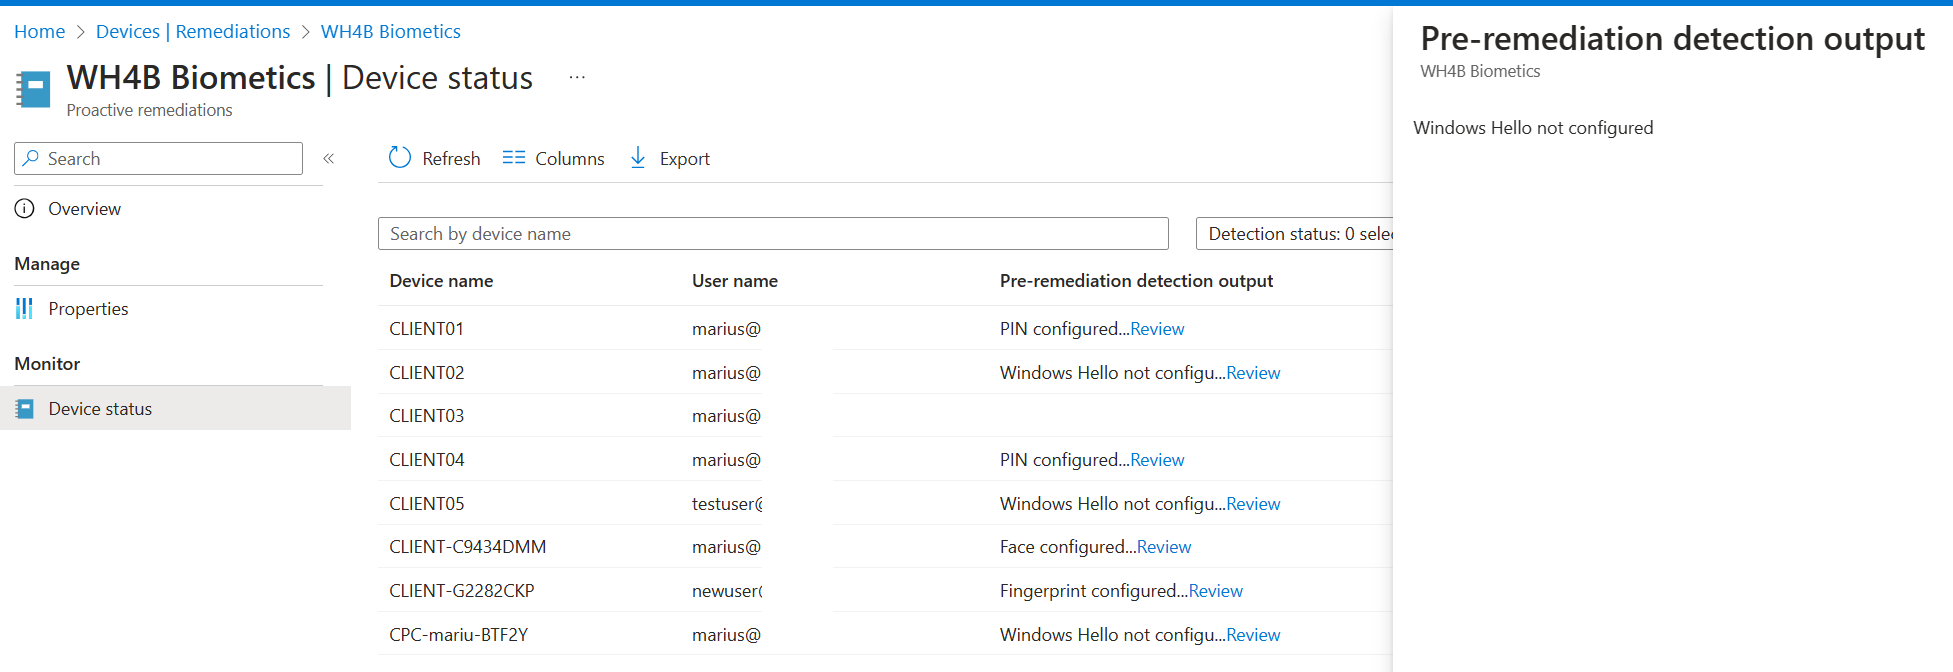 Home > Devices | Remediations > WH4B Biometics
WH4B Biometics | Device status ...
Proactive remediations
Search «
Overview
Manage
Properties
Monitor
Device status
Refresh Columns Export
Search by device name
Detection status: 0 selec
Device name User name Pre-remediation detection output
CLIENT01 marius@ PIN configured...Review
CLIENT02 marius@ Windows Hello not configu...Review
CLIENT03 marius@
CLIENT04 marius@ PIN configured...Review
CLIENT05 testuser@ Windows Hello not configu...Review
CLIENT-C9434DMM marius@ Face configured...Review
CLIENT-G2282CKP newuser@ Fingerprint configured...Review
CPC-mariu-BTF2Y marius@ Windows Hello not configu...Review
Pre-remediation detection output
WH4B Biometics
Windows Hello not configured